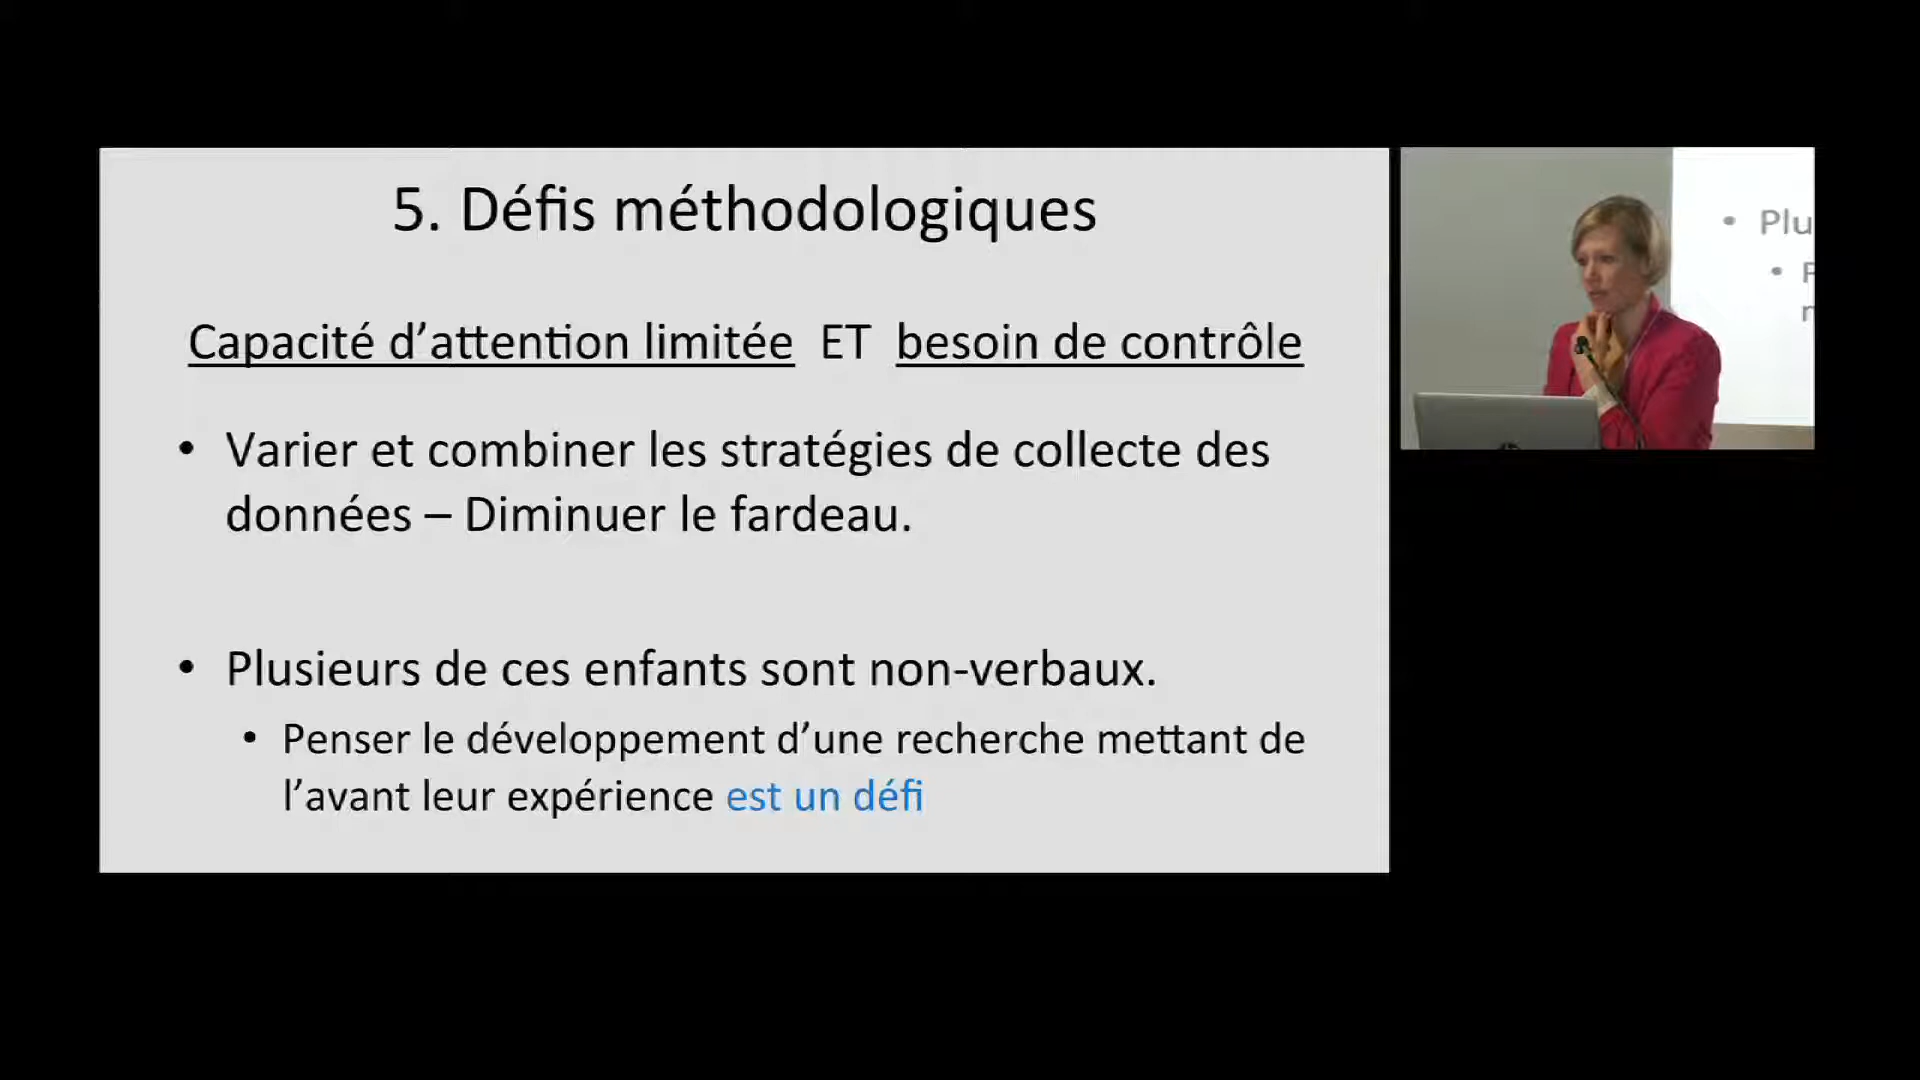 5. Défis méthodologiques
Capacité d’attention limitée ET besoin de contrôle
• Varier et combiner les stratégies de collecte des
données – Diminuer le fardeau.
• Plusieurs de ces enfants sont non-verbaux.
• Penser le développement d’une recherche mettant de
l’avant leur expérience est un défi
• Plu